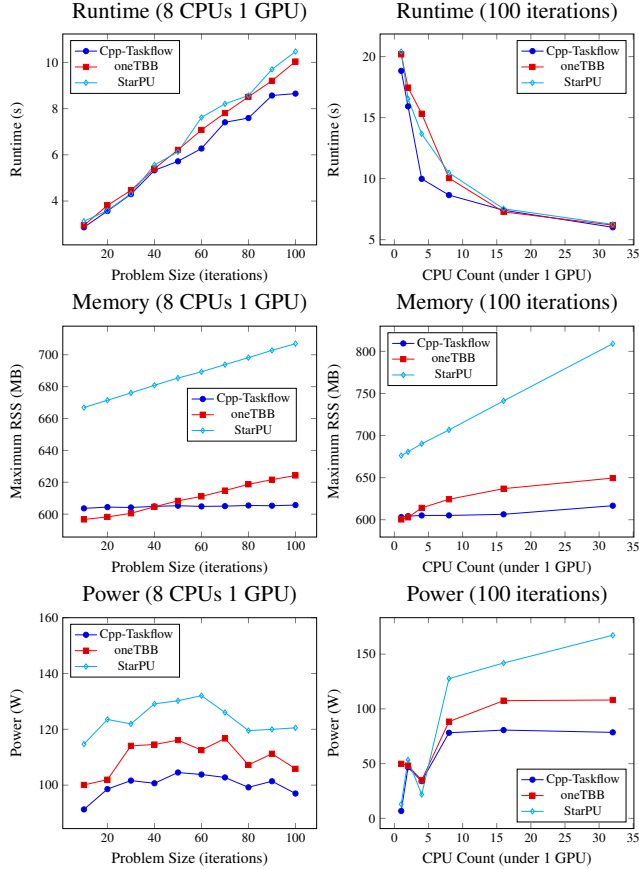 Runtime (8 CPUs 1 GPU)
Runtime (s)
10
8
6
4
Cpp-Taskflow
oneTBB
StarPU
20 40 60 80 100
Problem Size (iterations)
Runtime (100 iterations)
Runtime (s)
20
15
10
5
Cpp-Taskflow
oneTBB
StarPU
0 5 10 15 20 25 30 35
CPU Count (under 1 GPU)
Memory (8 CPUs 1 GPU)
Maximum RSS (MB)
700
680
660
640
620
600
Cpp-Taskflow
oneTBB
StarPU
20 40 60 80 100
Problem Size (iterations)
Memory (100 iterations)
Maximum RSS (MB)
800
750
700
650
600
Cpp-Taskflow
oneTBB
StarPU
0 5 10 15 20 25 30 35
CPU Count (under 1 GPU)
Power (8 CPUs 1 GPU)
Power (W)
160
140
120
100
Cpp-Taskflow
oneTBB
StarPU
20 40 60 80 100
Problem Size (iterations)
Power (100 iterations)
Power (W)
150
100
50
0
Cpp-Taskflow
oneTBB
StarPU
0 5 10 15 20 25 30 35
CPU Count (under 1 GPU)